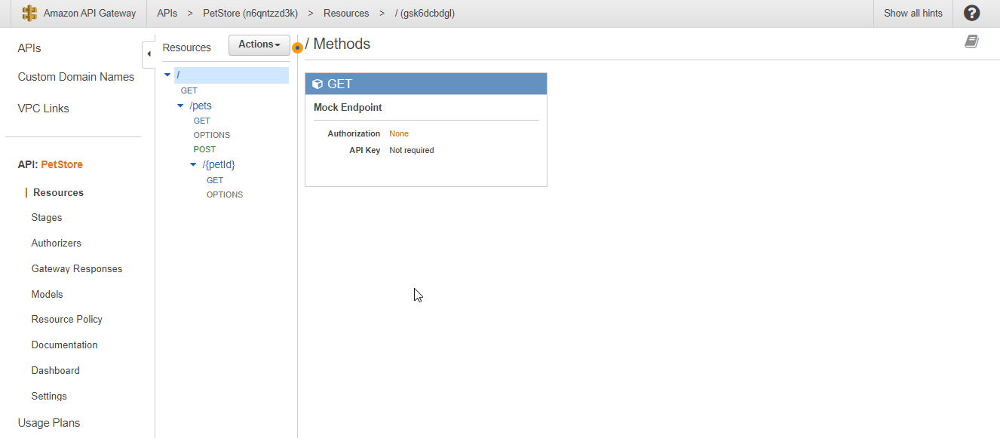 Amazon API Gateway APIs > PetStore (n6qntzzd3k) > Resources > / (gsk6dcbdgl) Show all hints ?
APIs
Custom Domain Names
VPC Links
API: PetStore
Resources
Stages
Authorizers
Gateway Responses
Models
Resource Policy
Documentation
Dashboard
Settings
Usage Plans
Resources Actions
/
GET
/pets
GET
OPTIONS
POST
/{petId}
GET
OPTIONS
/ Methods
GET
Mock Endpoint
Authorization None
API Key Not required